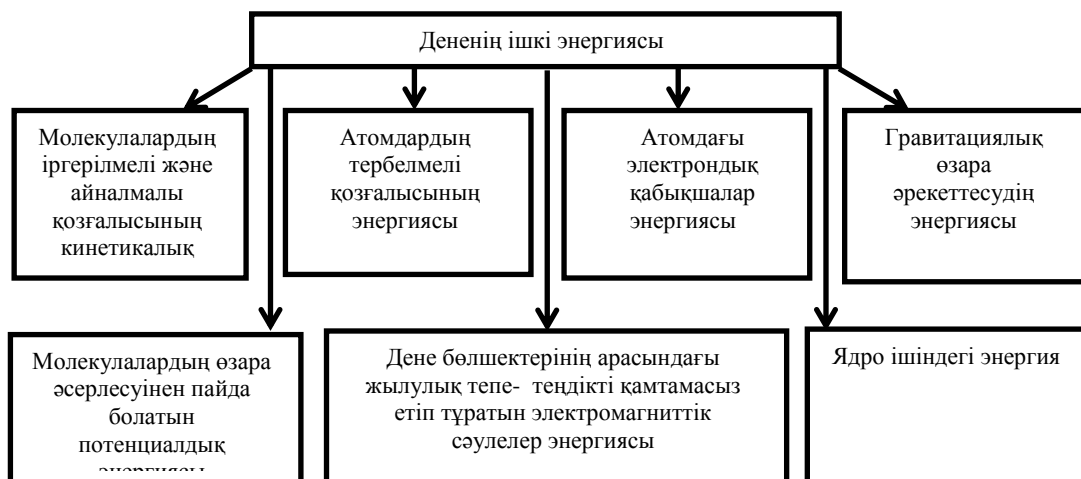 Дененің ішкі энергиясы
Молекулалардың
іргерілмелі және
айналмалы
қозғалысының
кинетикалық
Атомдардың
тербелмелі
қозғалысының
энергиясы
Атомдағы
электрондық
қабықшалар
энергиясы
Гравитациялық
өзара
әрекеттесудің
энергиясы
Молекулалардың өзара
әсерлесуінен пайда
болатын
потенциалдық
энергиясы
Дене бөлшектерінің арасындағы
жылулық тепе- теңдікті қамтамасыз
етіп тұратын электромагниттік
сәулелер энергиясы
Ядро ішіндегі энергия